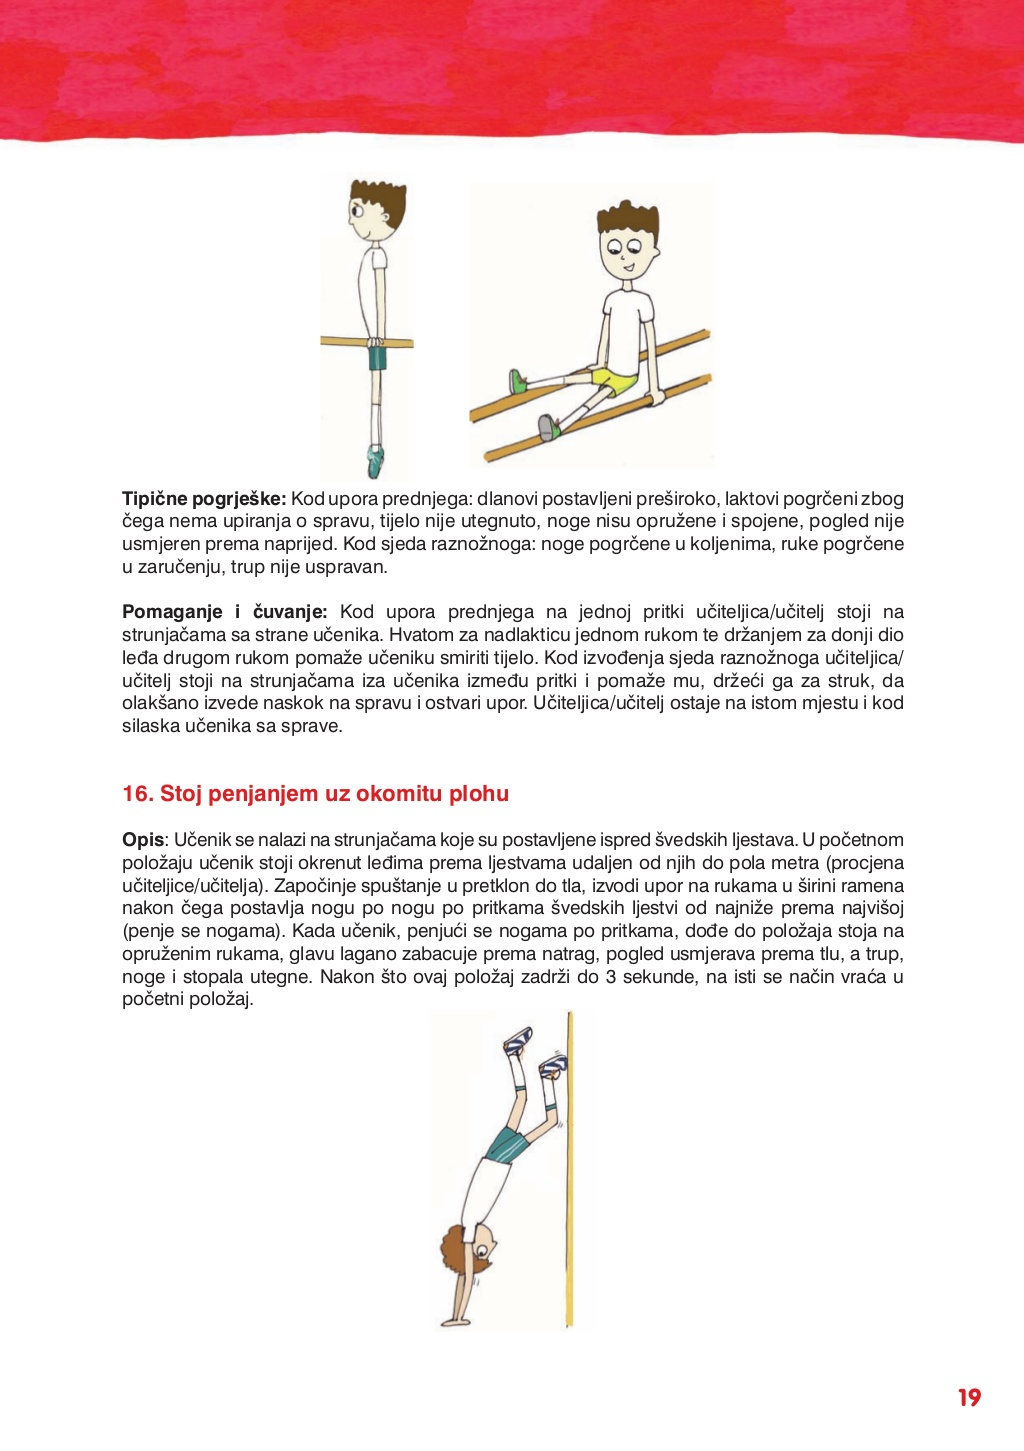 Tipične pogrješke: Kod upora prednjega: dlanovi postavljeni preširoko, laktovi pogrčeni zbog
čega nema upiranja o spravu, tijelo nije utegnuto, noge nisu opružene i spojene, pogled nije
usmjeren prema naprijed. Kod sjeda raznožnoga: noge pogrčene u koljenima, ruke pogrčene
u zaručenju, trup nije uspravan.
Pomaganje i čuvanje: Kod upora prednjega na jednoj pritki učiteljica/učitelj stoji na
strunjačama sa strane učenika. Hvatom za nadlakticu jednom rukom te držanjem za donji dio
leđa drugom rukom pomaže učeniku smiriti tijelo. Kod izvođenja sjeda raznožnoga učiteljica/
učitelj stoji na strunjačama iza učenika između pritki i pomaže mu, držeći ga za struk, da
olakšano izvede naskok na spravu i ostvari upor. Učiteljica/učitelj ostaje na istom mjestu i kod
silaska učenika sa sprave.
16. Stoj penjanjem uz okomitu plohu
Opis: Učenik se nalazi na strunjačama koje su postavljene ispred švedskih ljestava. U početnom
položaju učenik stoji okrenut leđima prema ljestvama udaljen od njih do pola metra (procjena
učiteljice/učitelja). Započinje spuštanje u pretklon do tla, izvodi upor na rukama u širini ramena
nakon čega postavlja nogu po nogu po pritkama švedskih ljestvi od najniže prema najvišoj
(penje se nogama). Kada učenik, penjući se nogama po pritkama, dođe do položaja stoja na
opruženim rukama, glavu lagano zabacuje prema natrag, pogled usmjerava prema tlu, a trup,
noge i stopala utegne. Nakon što ovaj položaj zadrži do 3 sekunde, na isti se način vraća u
početni položaj.
19